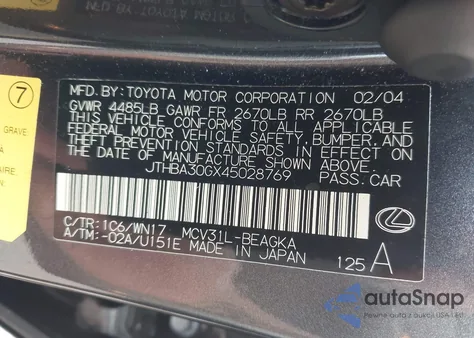 MFD. BY: TOYOTA MOTOR CORPORATION 02/04
GVWR 4485LB GAWR FR 2670LB RR 2670LB
THIS VEHICLE CONFORMS TO ALL APPLICABLE
FEDERAL MOTOR VEHICLE SAFETY, BUMPER, AND
THEFT PREVENTION STANDARDS IN EFFECT ON
THE DATE OF MANUFACTURE SHOWN ABOVE.
JTHBA30GX45028769 PASS.CAR
C/TR: 1C6/WN17 MCV31L-BEAGKA
A/TM: -02A/U151E MADE IN JAPAN
125 A
7
GRAVE.
autoSnap